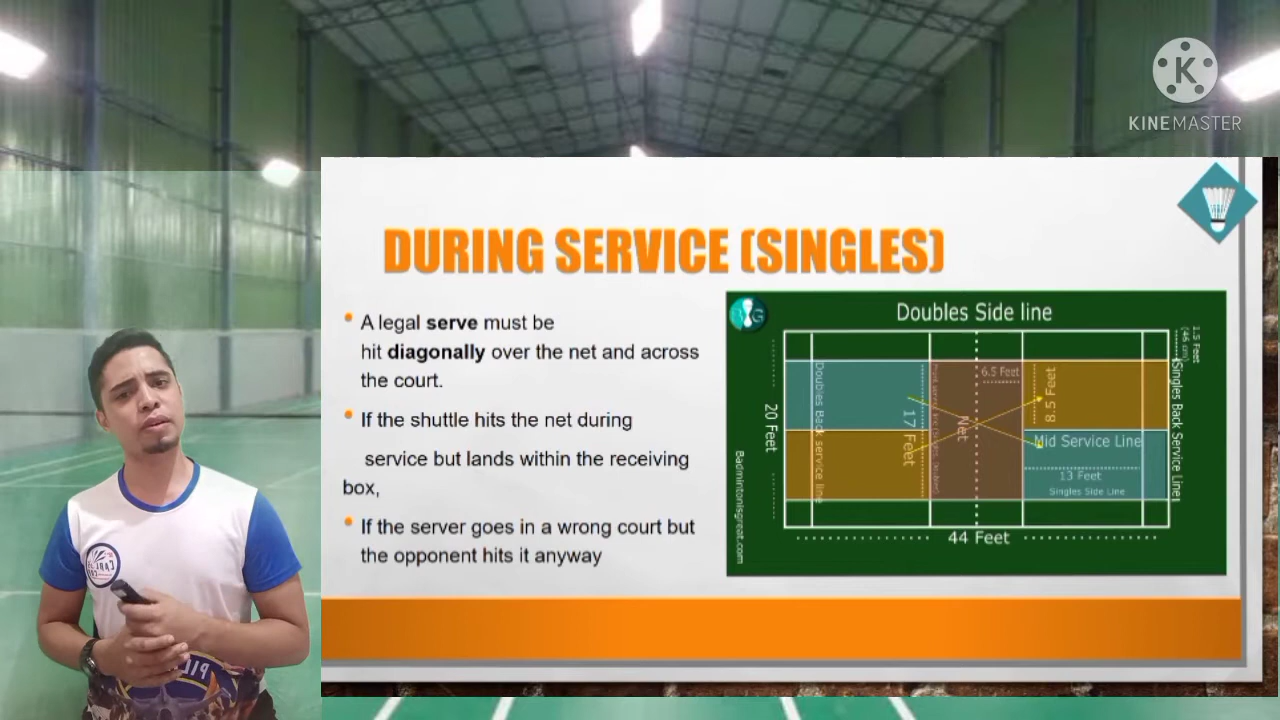 KINEMASTER
DURING SERVICE (SINGLES)
A legal serve must be
hit diagonally over the net and across
the court.
If the shuttle hits the net during
service but lands within the receiving
box,
If the server goes in a wrong court but
the opponent hits it anyway
Doubles Side line
1.5 Feet
(46 cm)
Doubles Back service line
17 Feet
Net
6.5 Feet
8.5 Feet
Mid Service Line
13 Feet
Singles Side Line
Singles Back Service Line
20 Feet
44 Feet
Badmintonisgreat.com